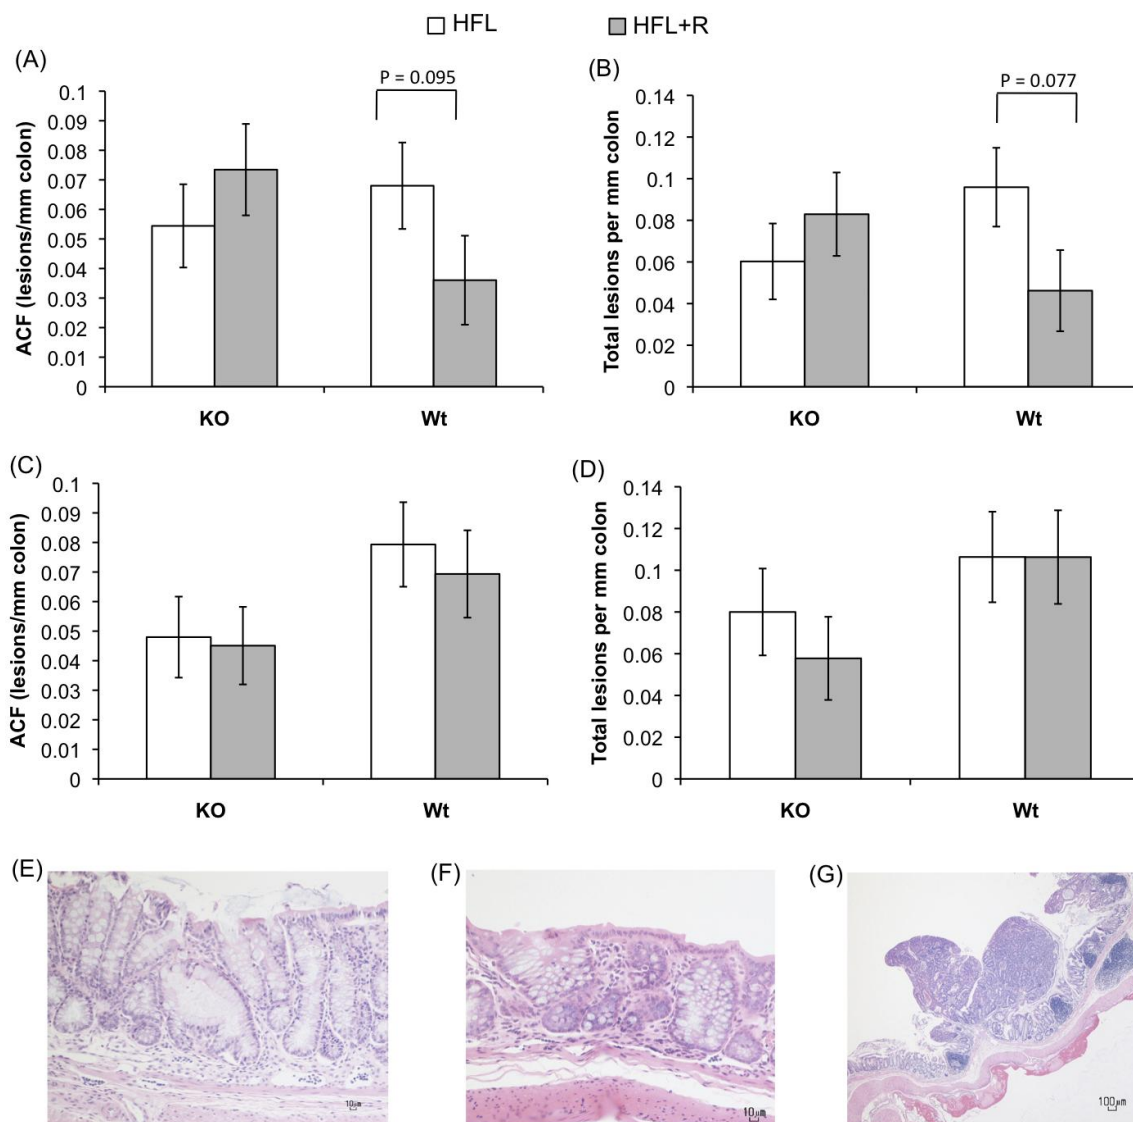 HFL HFL+R
(A)
P = 0.095
ACF (lesions/mm colon)
0.1
0.09
0.08
0.07
0.06
0.05
0.04
0.03
0.02
0.01
0
KO Wt
(B)
P = 0.077
Total lesions per mm colon
0.14
0.12
0.1
0.08
0.06
0.04
0.02
0
KO Wt
(C)
ACF (lesions/mm colon)
0.1
0.09
0.08
0.07
0.06
0.05
0.04
0.03
0.02
0.01
0
KO Wt
(D)
Total lesions per mm colon
0.14
0.12
0.1
0.08
0.06
0.04
0.02
0
KO Wt
(E)
10μm
(F)
10μm
(G)
100μm